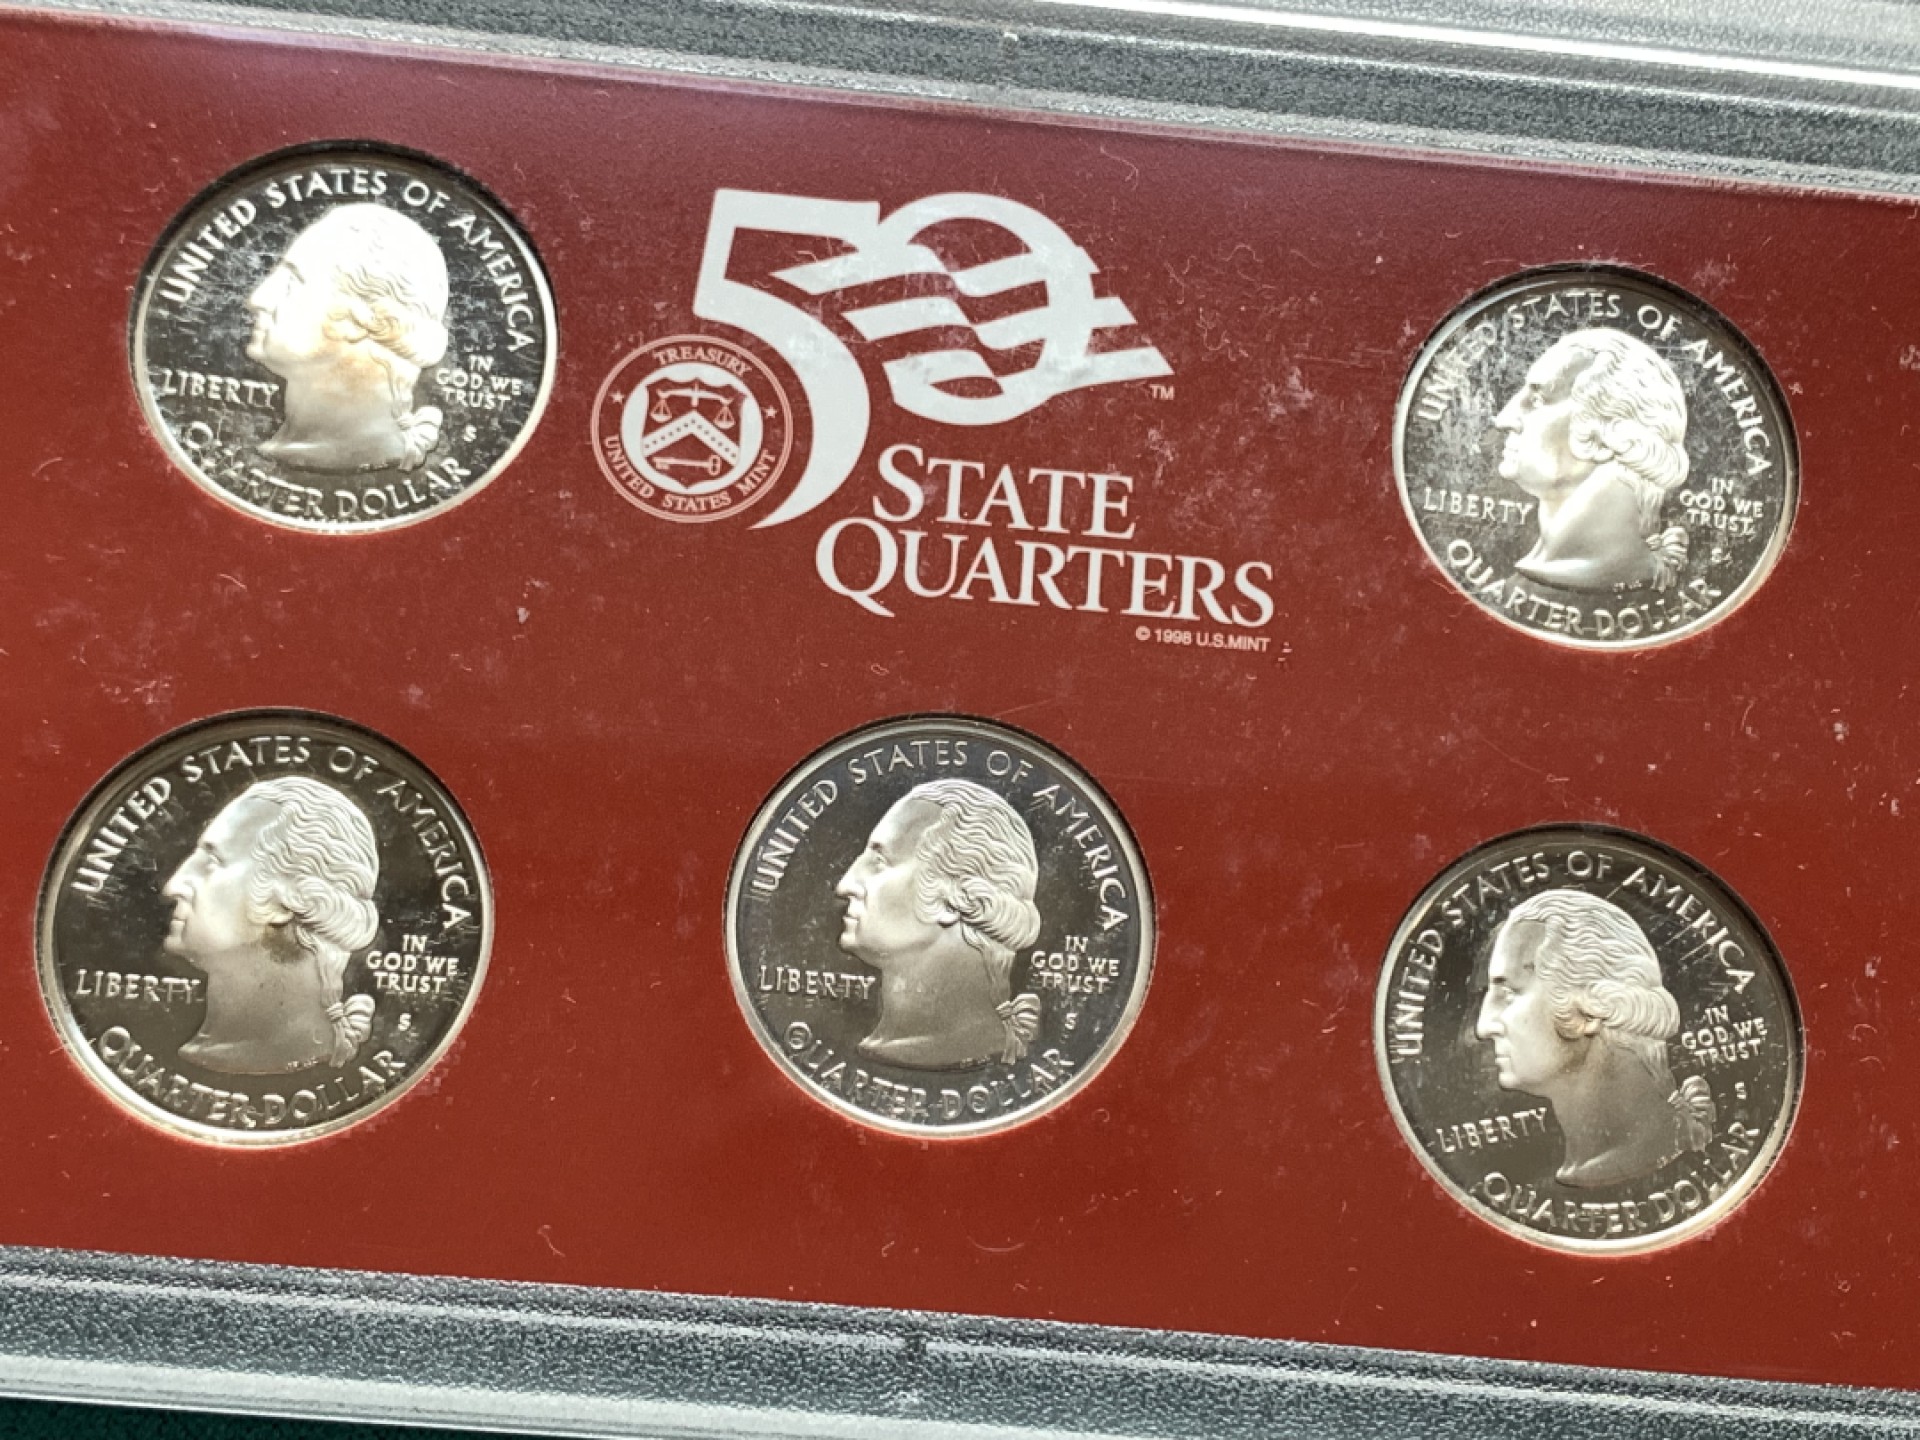 UNITED STATES OF AMERICA
LIBERTY
IN
GOD WE
TRUST
S
QUARTER DOLLAR
50
TM
TREASURY
UNITED STATES MINT
STATE
QUARTERS
© 1998 U.S.MINT
UNITED STATES OF AMERICA
LIBERTY
IN
GOD WE
TRUST
S
QUARTER DOLLAR
UNITED STATES OF AMERICA
LIBERTY
IN
GOD WE
TRUST
S
QUARTER DOLLAR
UNITED STATES OF AMERICA
LIBERTY
IN
GOD WE
TRUST
S
QUARTER DOLLAR
UNITED STATES OF AMERICA
LIBERTY
IN
GOD WE
TRUST
S
QUARTER DOLLAR